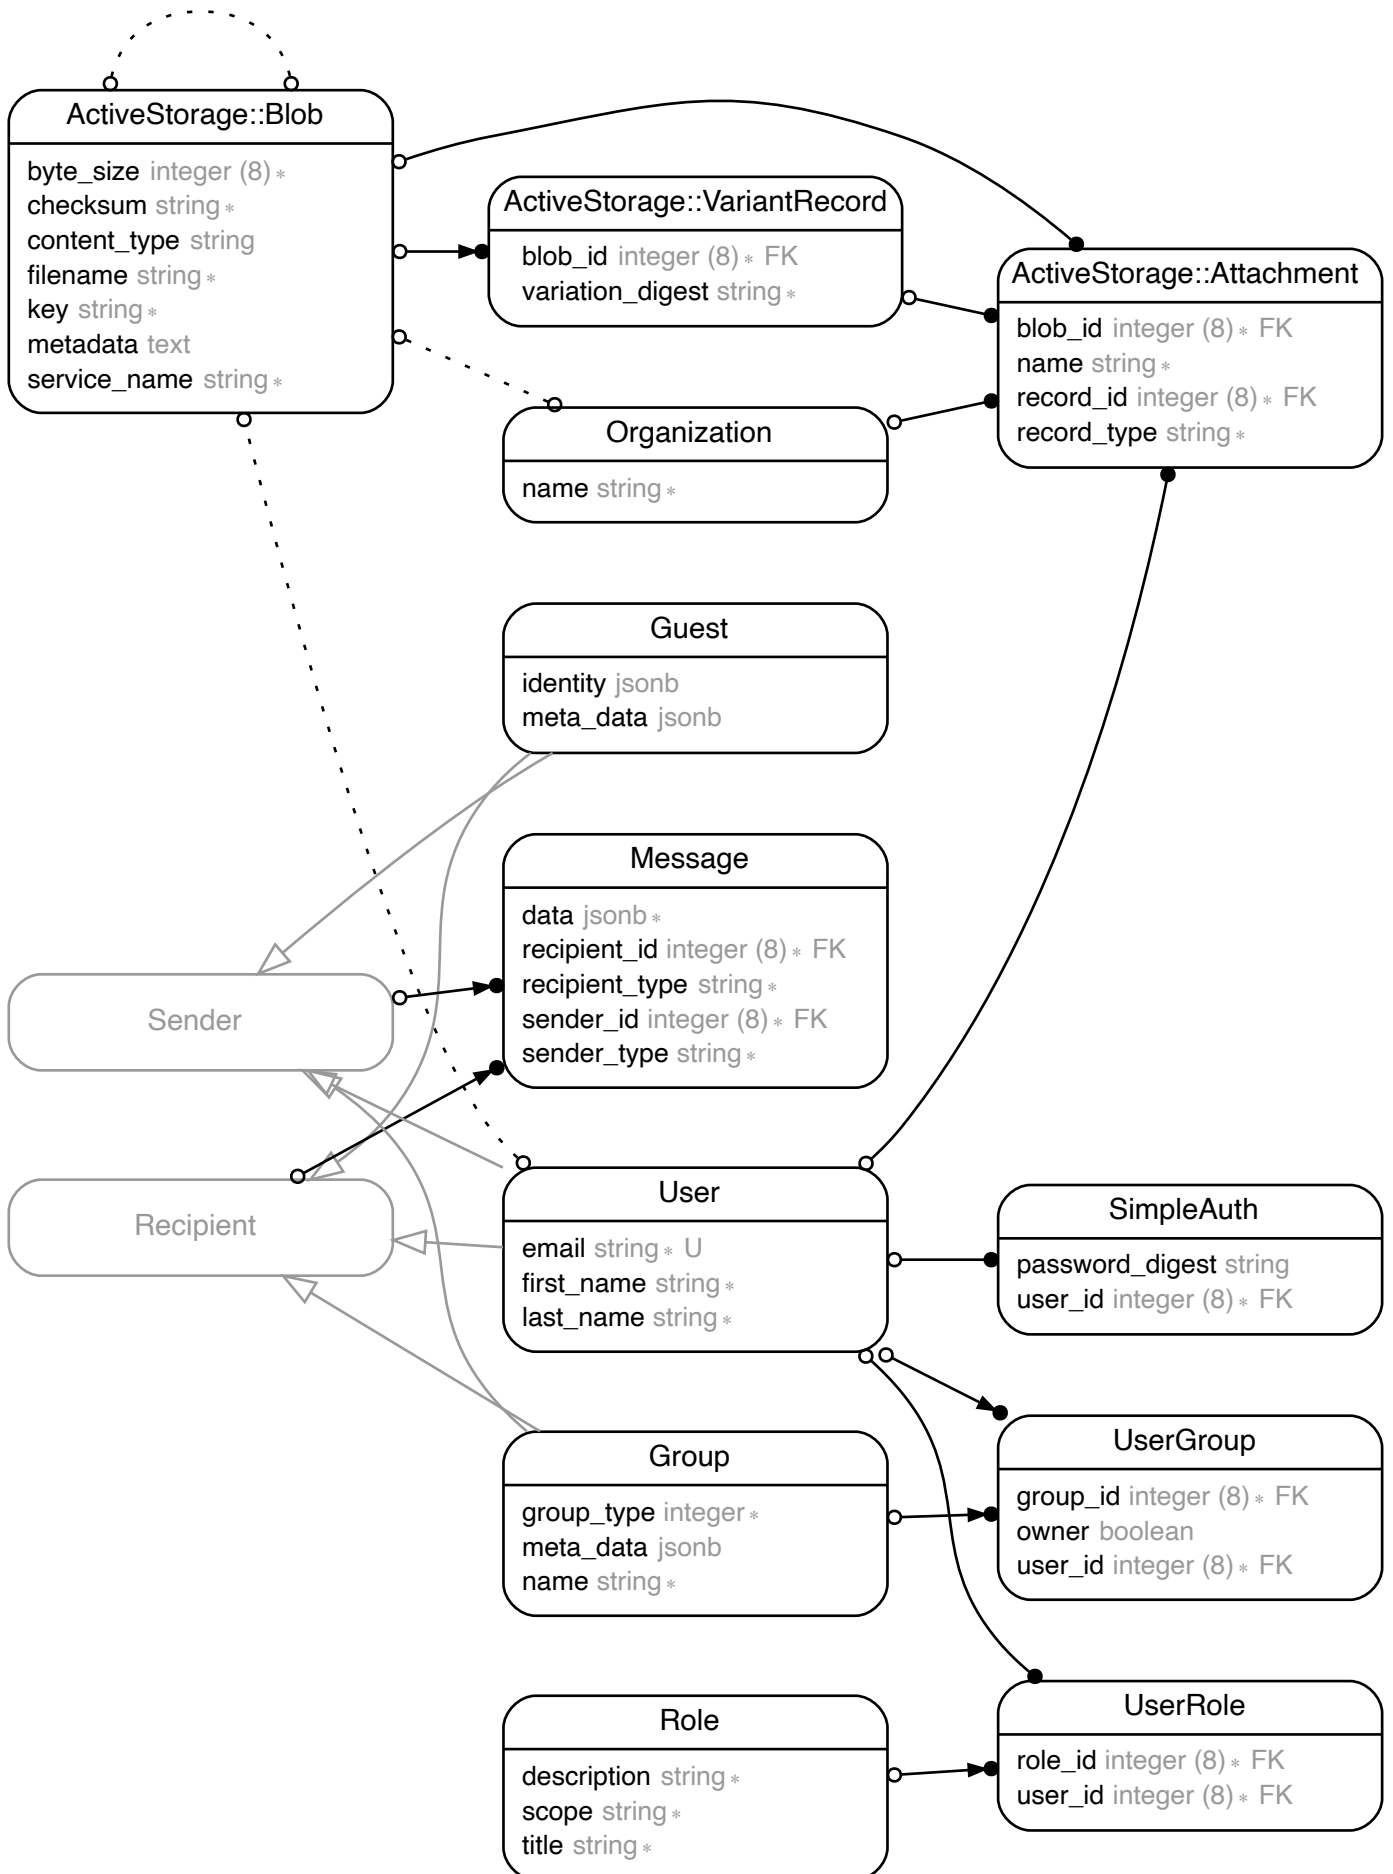 ActiveStorage::Blob
byte_size integer (8) ∗
checksum string ∗
content_type string
filename string ∗
key string ∗
metadata text
service_name string ∗
ActiveStorage::VariantRecord
blob_id integer (8) ∗ FK
variation_digest string ∗
ActiveStorage::Attachment
blob_id integer (8) ∗ FK
name string ∗
record_id integer (8) ∗ FK
record_type string ∗
Organization
name string ∗
Guest
identity jsonb
meta_data jsonb
Message
data jsonb ∗
recipient_id integer (8) ∗ FK
recipient_type string ∗
sender_id integer (8) ∗ FK
sender_type string ∗
Sender
Recipient
User
email string ∗ U
first_name string ∗
last_name string ∗
SimpleAuth
password_digest string
user_id integer (8) ∗ FK
Group
group_type integer ∗
meta_data jsonb
name string ∗
UserGroup
group_id integer (8) ∗ FK
owner boolean
user_id integer (8) ∗ FK
Role
description string ∗
scope string ∗
title string ∗
UserRole
role_id integer (8) ∗ FK
user_id integer (8) ∗ FK